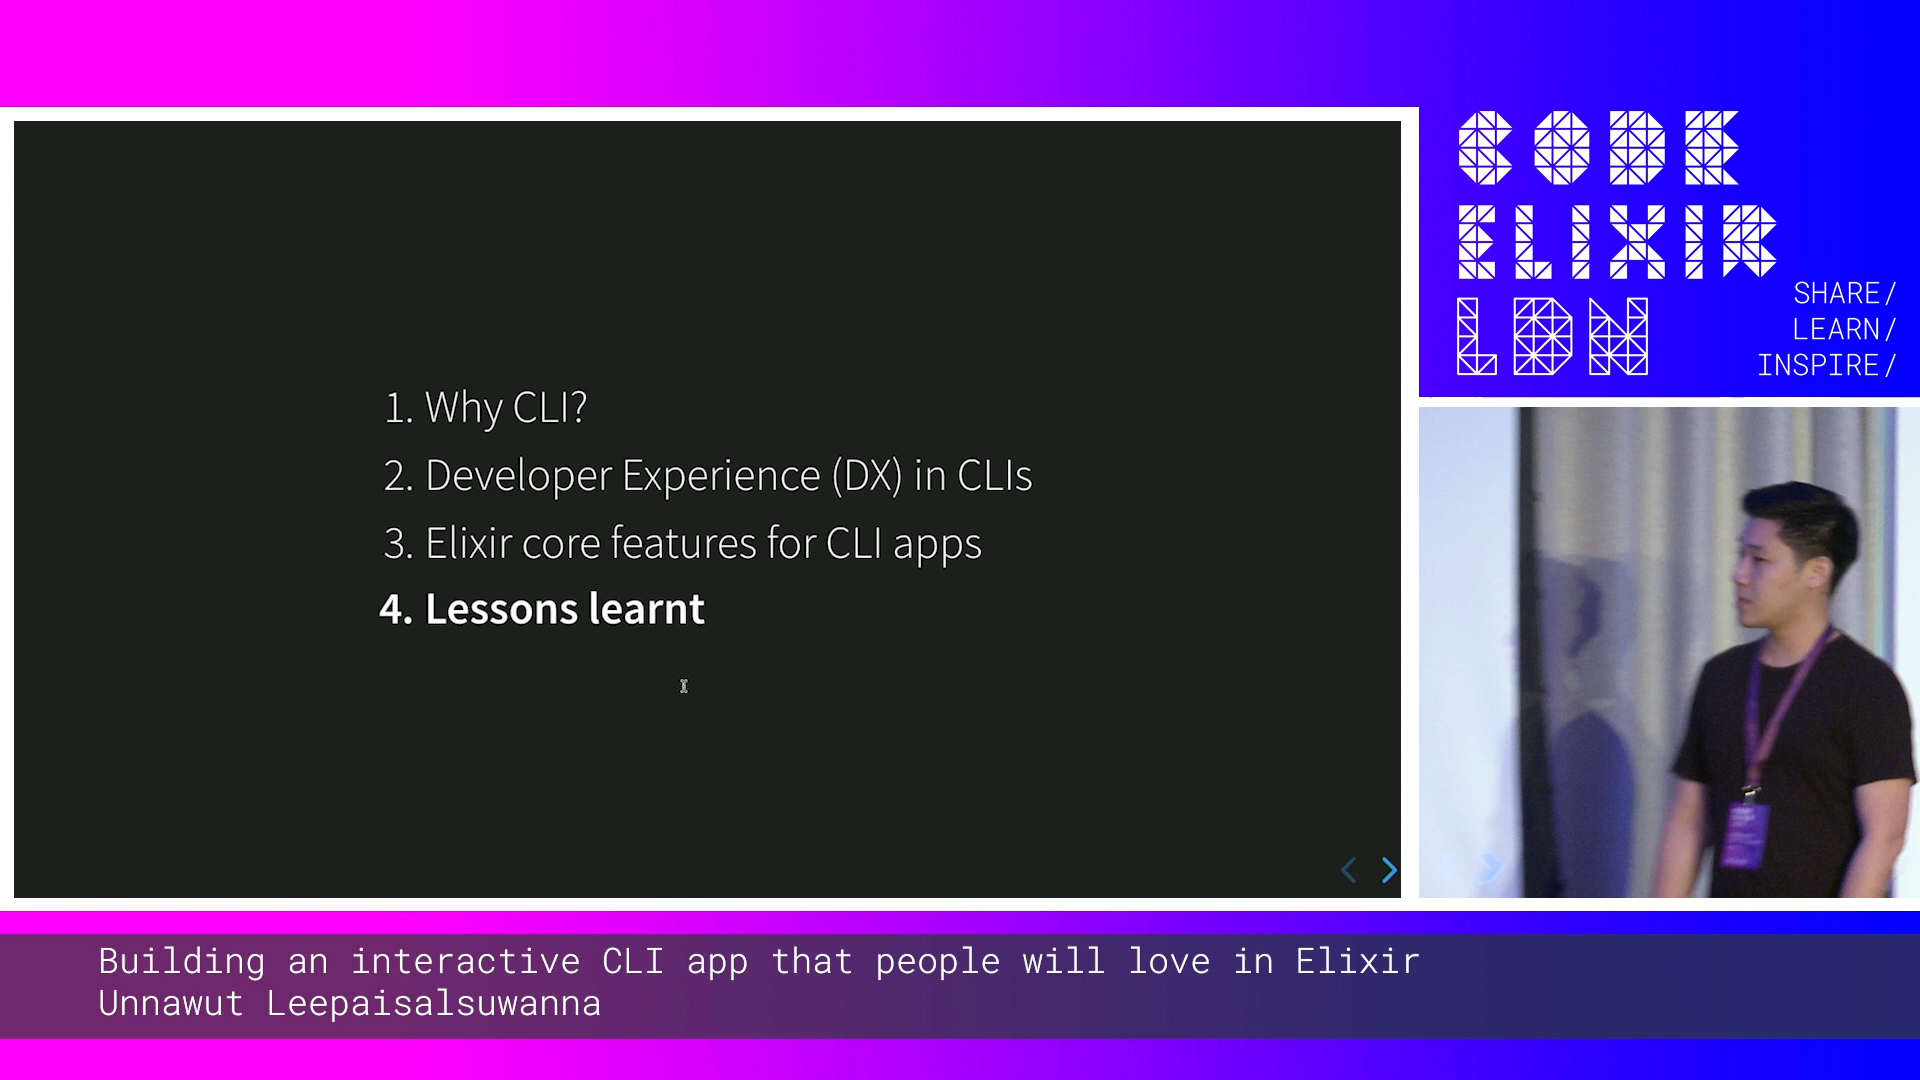 1. Why CLI?
2. Developer Experience (DX) in CLIs
3. Elixir core features for CLI apps
4. Lessons learnt
CODE
ELIXIR
LDN
SHARE/
LEARN/
INSPIRE/
Building an interactive CLI app that people will love in Elixir
Unnawut Leepaisalsuwanna